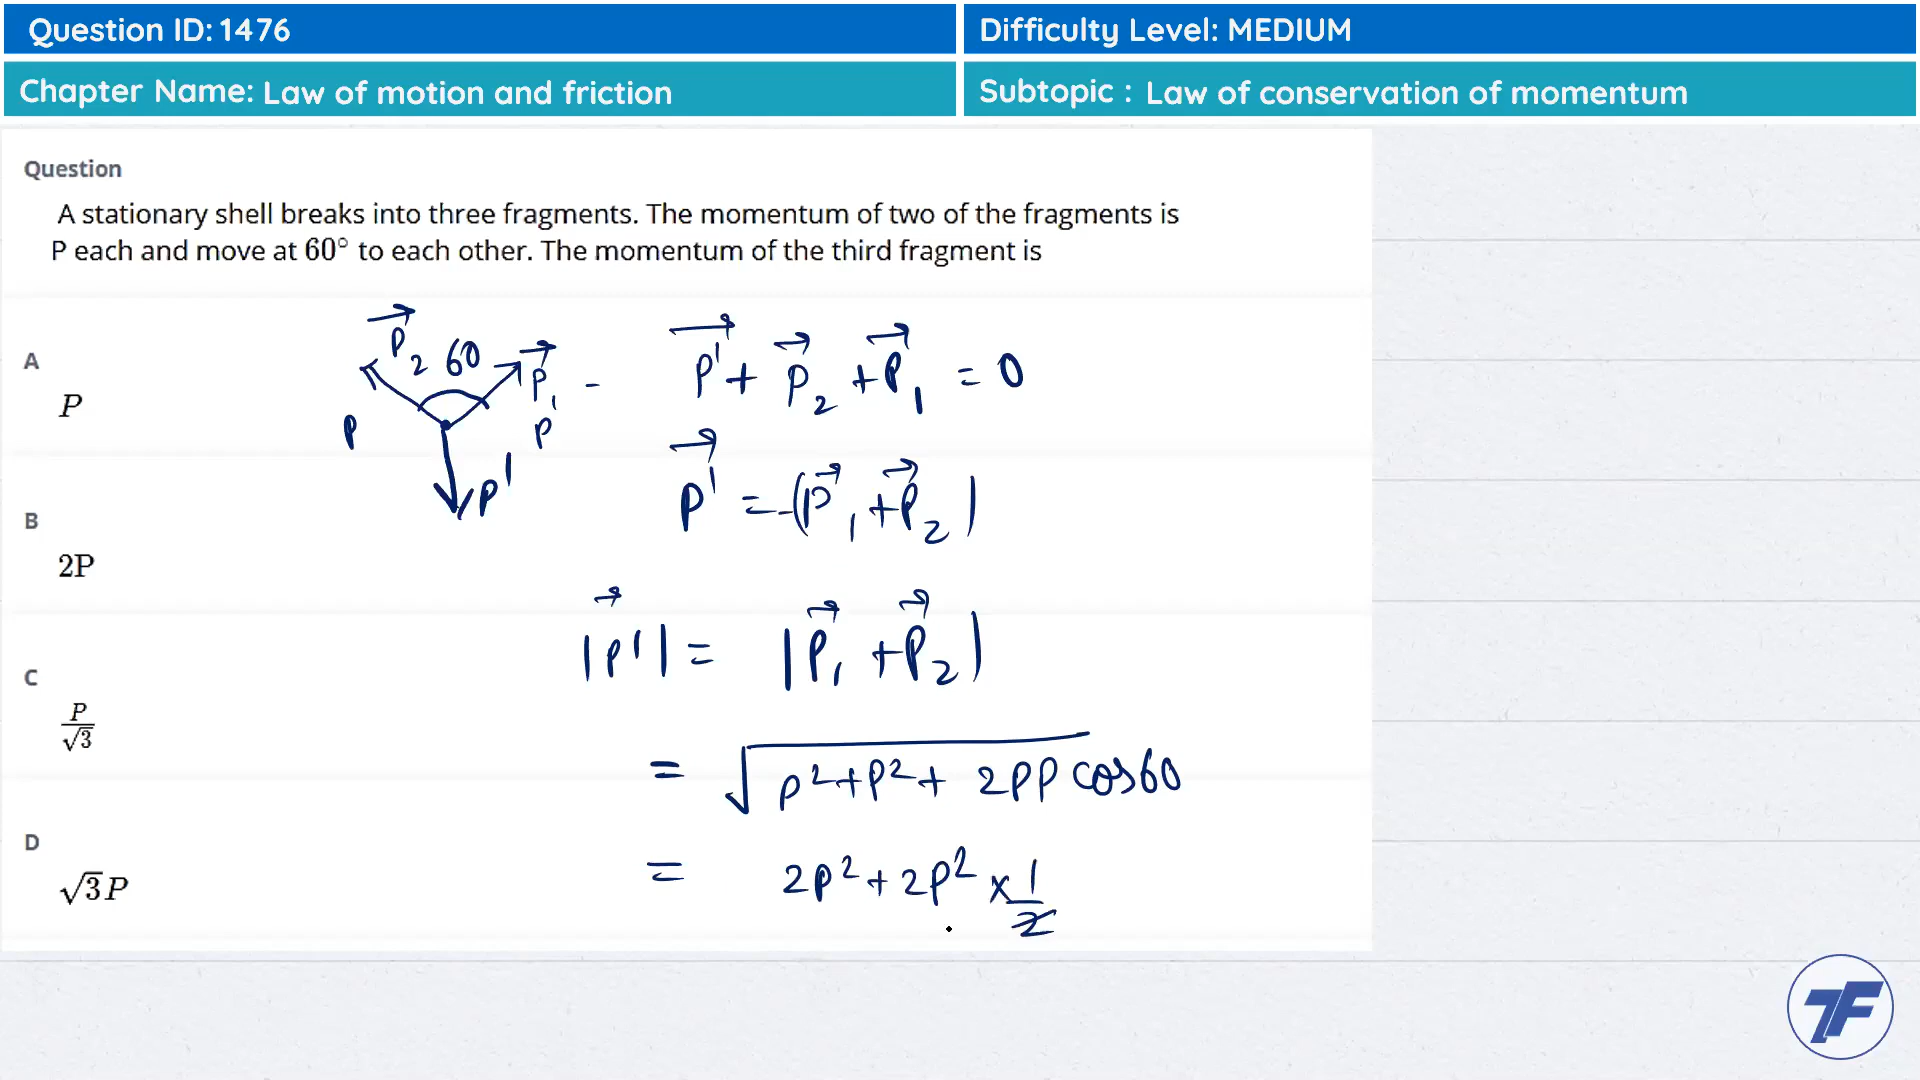 Question ID: 1476
Difficulty Level: MEDIUM
Chapter Name: Law of motion and friction
Subtopic : Law of conservation of momentum
Question
A stationary shell breaks into three fragments. The momentum of two of the fragments is
P each and move at 60° to each other. The momentum of the third fragment is
A
P
B
2P
C
P/√3
D
√3P
P⃗₂ 60 P⃗₁
P P
P'
P⃗' + P⃗₂ + P⃗₁ = 0
P⃗' = -(P⃗₁ + P⃗₂)
|P⃗'| = |P⃗₁ + P⃗₂|
= √P² + P² + 2PP cos60
= 2P² + 2P² × 1/2
TF